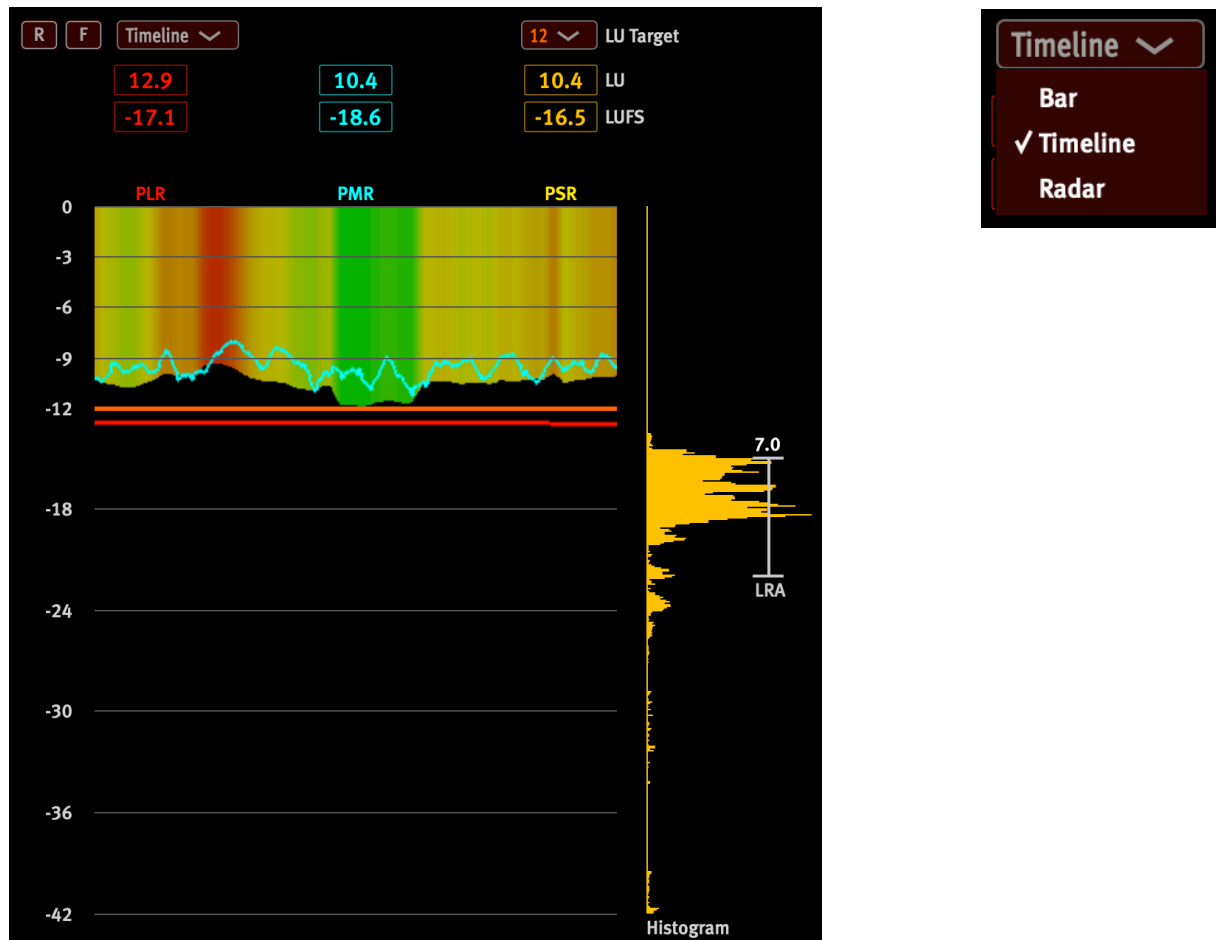 R F Timeline 12 LU Target
12.9 10.4 10.4 LU
-17.1 -18.6 -16.5 LUFS
PLR PMR PSR
0
-3
-6
-9
-12
7.0
-18
LRA
-24
-30
-36
-42
Histogram
Timeline
Bar
✓ Timeline
Radar